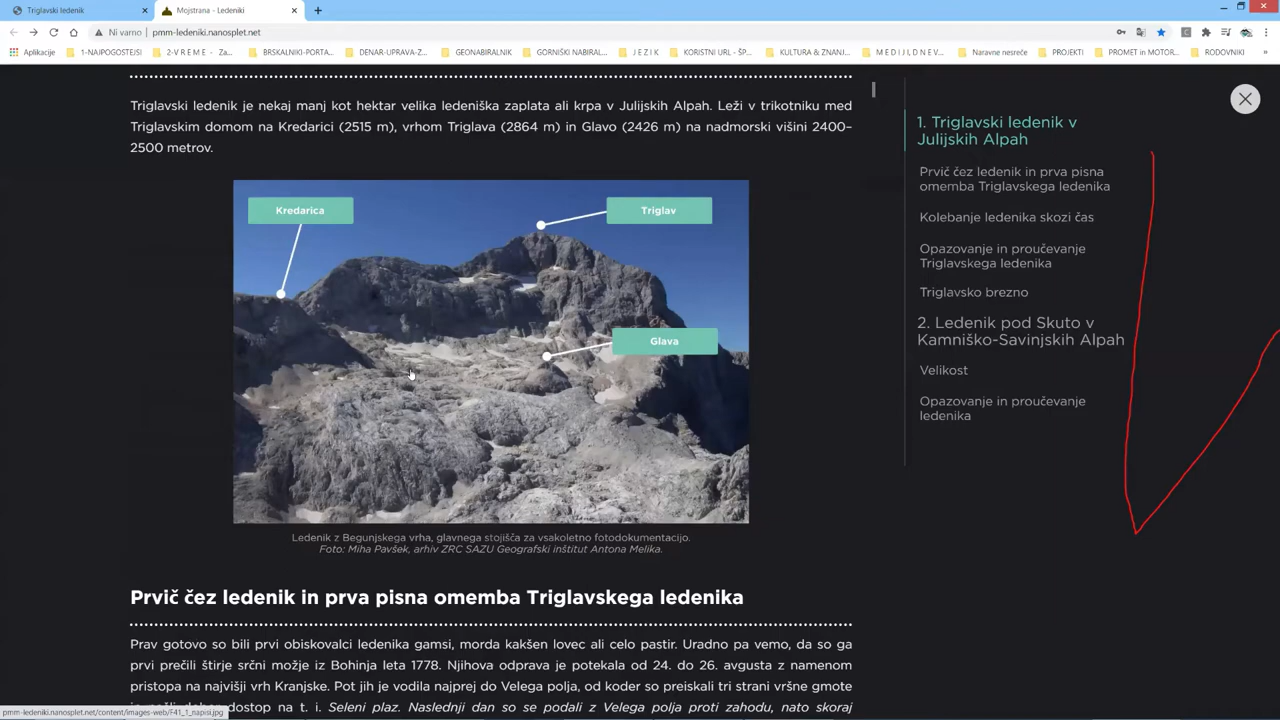 Triglavski ledenik
Mojstrana - Ledeniki
Ni varno | pmm-ledeniki.nanosplet.net
Aplikacije
1-NAJPOGOSTEJSI
2-V R E M E - Za...
BRSKALNIKI-PORTA...
DENAR-UPRAVA-Z...
GEONABIRALNIK
GORNIŠKI NABIRAL...
J E Z I K
KORISTNI URL - ŠP...
KULTURA & ZNANJ...
M E D I J I, D N E V...
Naravne nesreče
PROJEKTI
PROMET in MOTOR...
RODOVNIKI
Triglavski ledenik je nekaj manj kot hektar velika ledeniška zaplata ali krpa v Julijskih Alpah. Leži v trikotniku med
Triglavskim domom na Kredarici (2515 m), vrhom Triglava (2864 m) in Glavo (2426 m) na nadmorski višini 2400–
2500 metrov.
Kredarica
Triglav
Glava
Ledenik z Begunjskega vrha, glavnega stojišča za vsakoletno fotodokumentacijo.
Foto: Miha Pavšek, arhiv ZRC SAZU Geografski inštitut Antona Melika.
Prvič čez ledenik in prva pisna omemba Triglavskega ledenika
Prav gotovo so bili prvi obiskovalci ledenika gamsi, morda kakšen lovec ali celo pastir. Uradno pa vemo, da so ga
prvi prečili štirje srčni možje iz Bohinja leta 1778. Njihova odprava je potekala od 24. do 26. avgusta z namenom
pristopa na najvišji vrh Kranjske. Pot jih je vodila najprej do Velega polja, od koder so preiskali tri strani vršne gmote
dostop na t. i. Seleni plaz. Naslednji dan so se podali z Velega polja proti zahodu, nato skoraj
pmm-ledeniki.nanosplet.net/content/images-web/F41_1_napisi.jpg
1. Triglavski ledenik v
Julijskih Alpah
Prvič čez ledenik in prva pisna
omemba Triglavskega ledenika
Kolebanje ledenika skozi čas
Opazovanje in proučevanje
Triglavskega ledenika
Triglavsko brezno
2. Ledenik pod Skuto v
Kamniško-Savinjskih Alpah
Velikost
Opazovanje in proučevanje
ledenika